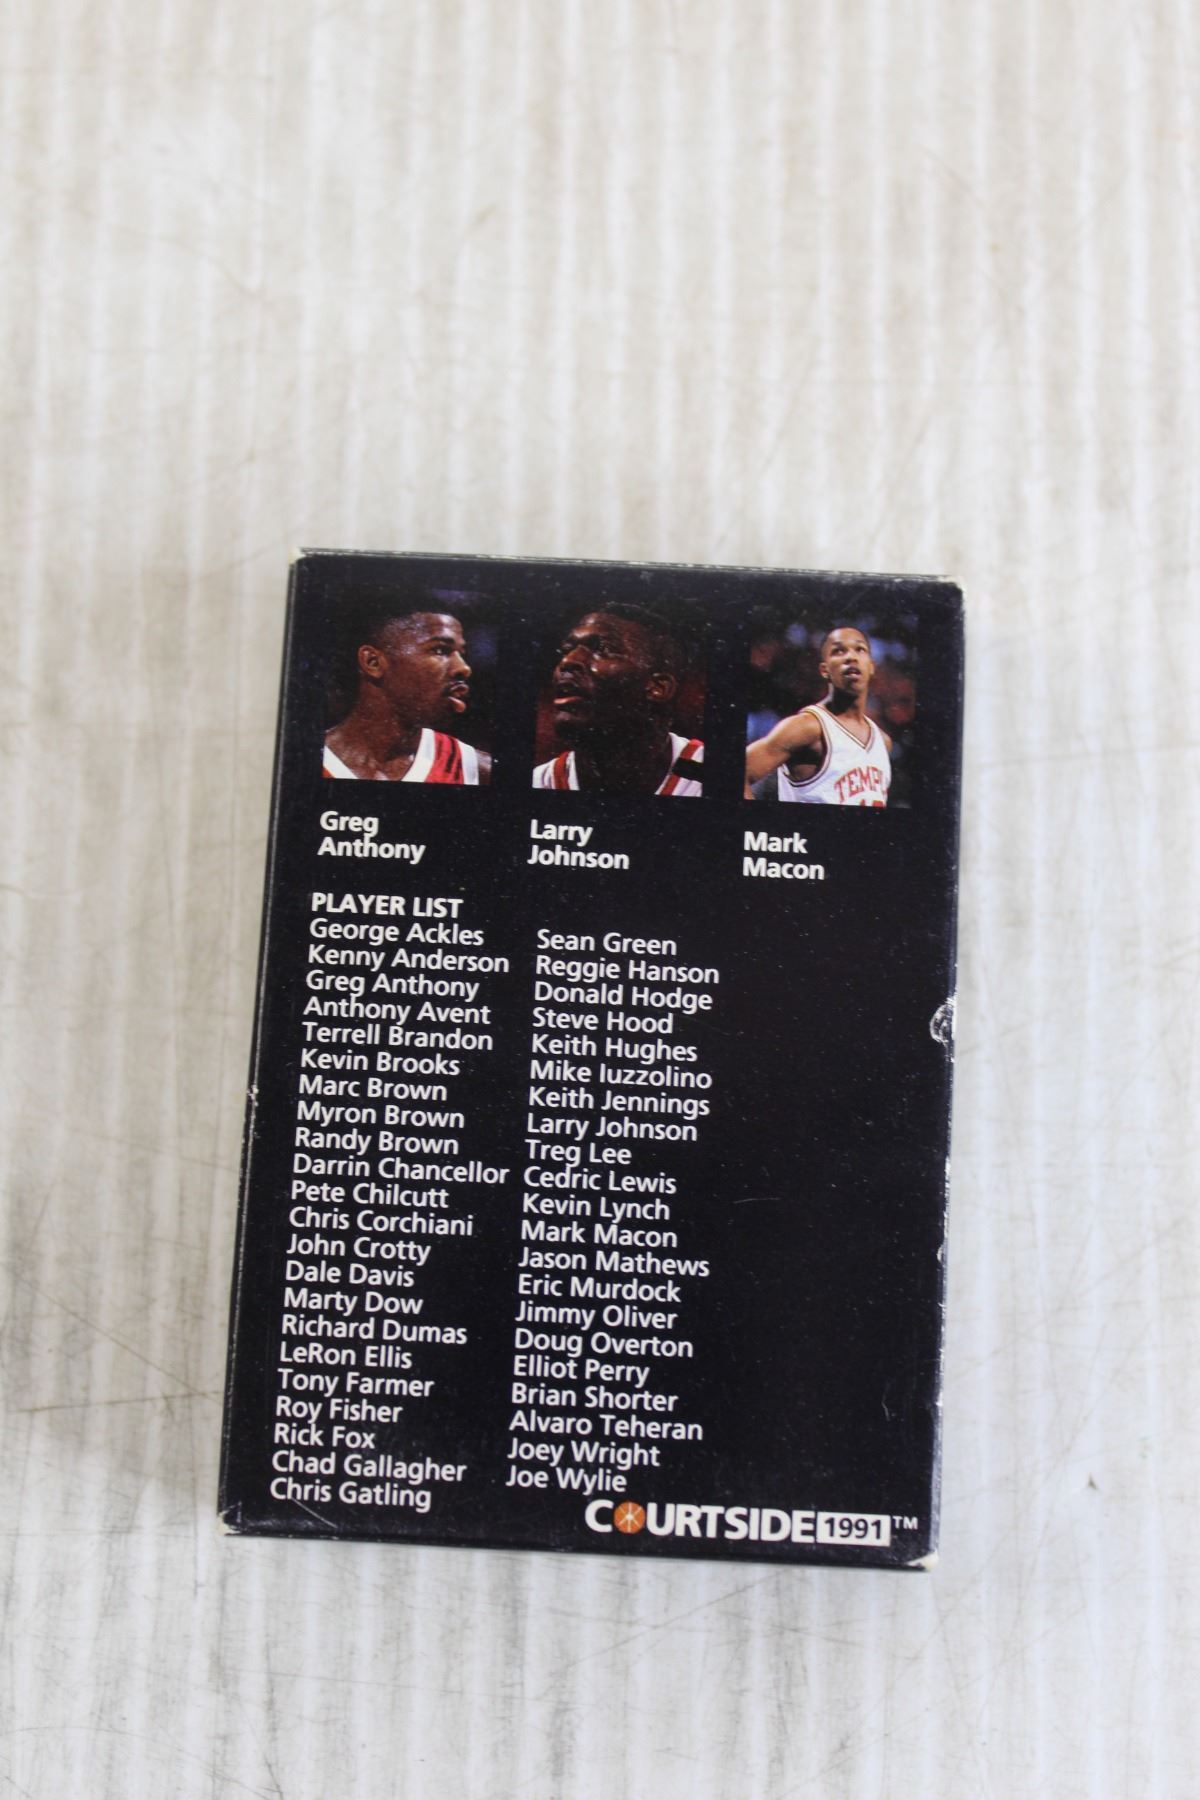 TEMPL
Greg
Anthony
Larry
Johnson
Mark
Macon
PLAYER LIST
George Ackles
Kenny Anderson
Greg Anthony
Anthony Avent
Terrell Brandon
Kevin Brooks
Marc Brown
Myron Brown
Randy Brown
Darrin Chancellor
Pete Chilcutt
Chris Corchiani
John Crotty
Dale Davis
Marty Dow
Richard Dumas
LeRon Ellis
Tony Farmer
Roy Fisher
Rick Fox
Chad Gallagher
Chris Gatling
Sean Green
Reggie Hanson
Donald Hodge
Steve Hood
Keith Hughes
Mike Iuzzolino
Keith Jennings
Larry Johnson
Treg Lee
Cedric Lewis
Kevin Lynch
Mark Macon
Jason Mathews
Eric Murdock
Jimmy Oliver
Doug Overton
Elliot Perry
Brian Shorter
Alvaro Teheran
Joey Wright
Joe Wylie
COURTSIDE 1991 ™